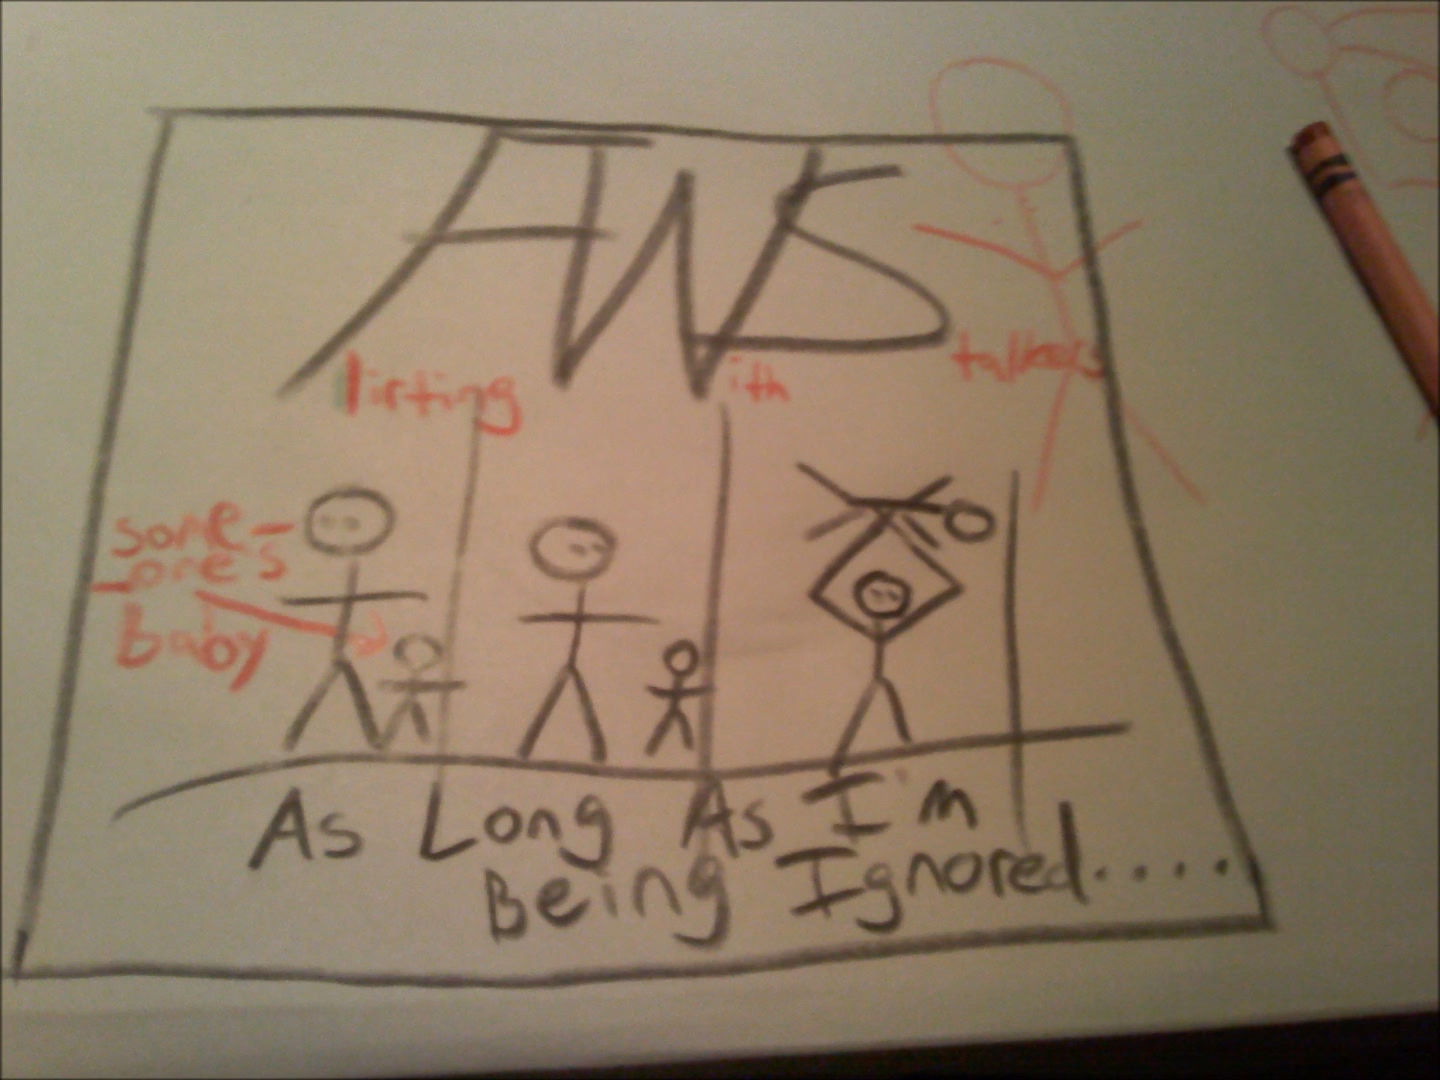 FWS
lirting ith talkers
some-
-one's
baby
As Long As I'm
Being Ignored....